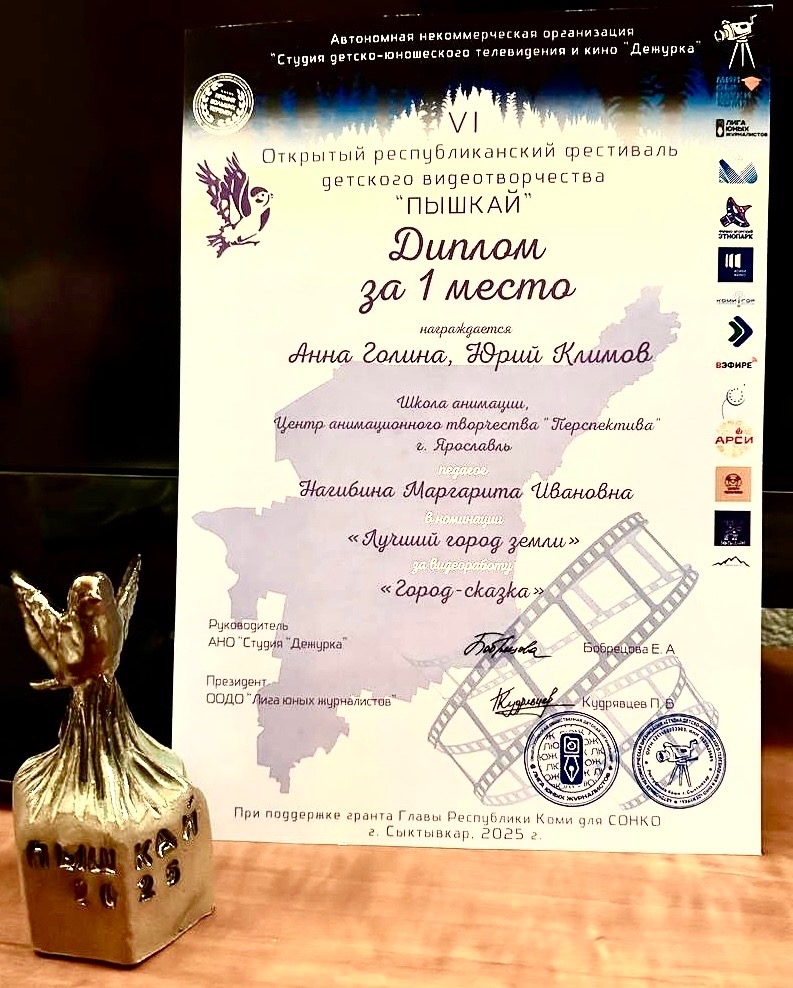 Автономная некоммерческая организация
"Студия детско-юношеского телевидения и кино "Дежурка"
VI
Открытый республиканский фестиваль
детского видеотворчества
"ПЫШКАЙ"
Диплом
за 1 место
награждается
Анна Голина, Юрий Климов
Школа анимации,
Центр анимационного творчества "Перспектива"
г. Ярославль
педагог
Нагибина Маргарита Ивановна
в номинации
«Лучший город земли»
за видеоработу
«Город-сказка»
Руководитель
АНО "Студия "Дежурка"
Бобрецова Е. А
Президент
ООДО "Лига юных журналистов"
Кудрявцев П. В
При поддержке гранта Главы Республики Коми для СОНКО
г. Сыктывкар, 2025 г.
ЛИГА
ЮНЫХ
ЖУРНАЛИСТОВ
ЭТНОПАРК
ВЭФИРЕ
АРСИ
ЛИГА ЮНЫХ ЖУРНАЛИСТОВ
ПЫШКАЙ
2025